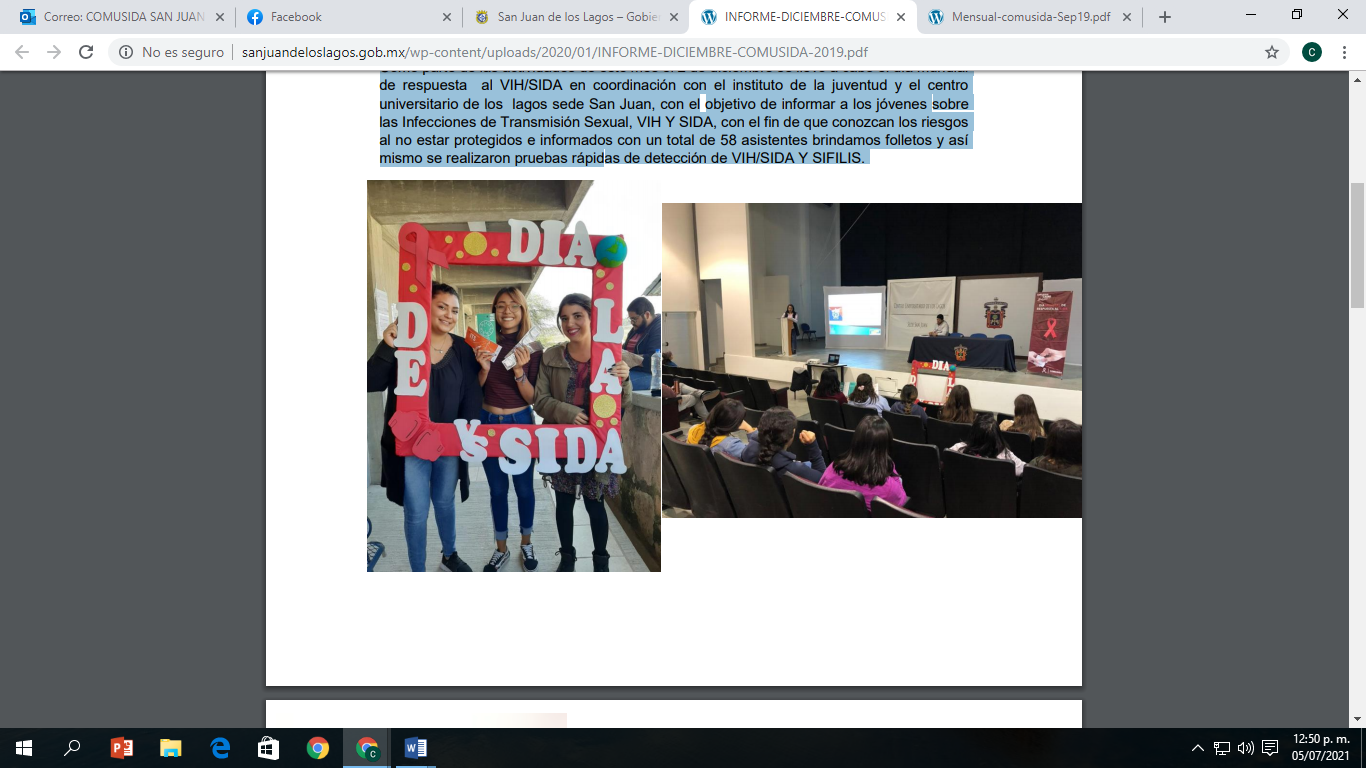 Correo: COMUSIDA SAN JUAN
Facebook
San Juan de los Lagos – Gobie
INFORME-DICIEMBRE-COMUS
Mensual-comusida-Sep19.pdf
No es seguro
sanjuandeloslagos.gob.mx/wp-content/uploads/2020/01/INFORME-DICIEMBRE-COMUSIDA-2019.pdf
C
de respuesta al VIH/SIDA en coordinación con el instituto de la juventud y el centro
universitario de los lagos sede San Juan, con el objetivo de informar a los jóvenes sobre
las Infecciones de Transmisión Sexual, VIH Y SIDA, con el fin de que conozcan los riesgos
al no estar protegidos e informados con un total de 58 asistentes brindamos folletos y así
mismo se realizaron pruebas rápidas de detección de VIH/SIDA Y SIFILIS.
DIA
DE
LA
VS SIDA
DIA
12:50 p. m.
05/07/2021